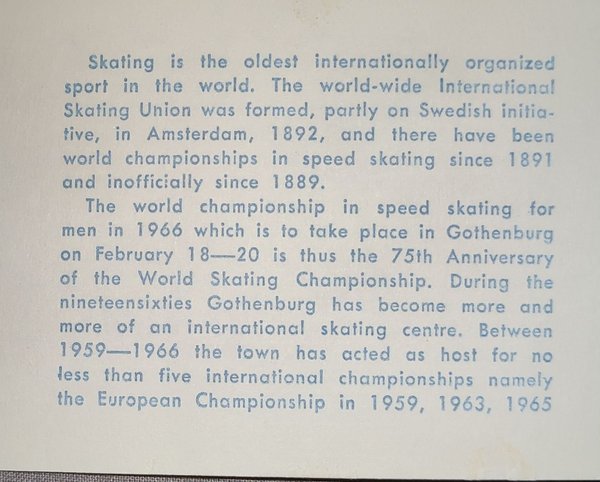 Skating is the oldest internationally organized
sport in the world. The world-wide International
Skating Union was formed, partly on Swedish initia-
tive, in Amsterdam, 1892, and there have been
world championships in speed skating since 1891
and inofficially since 1889.
The world championship in speed skating for
men in 1966 which is to take place in Gothenburg
on February 18—20 is thus the 75th Anniversary
of the World Skating Championship. During the
nineteensixties Gothenburg has become more and
more of an international skating centre. Between
1959—1966 the town has acted as host for no
less than five international championships namely
the European Championship in 1959, 1963, 1965